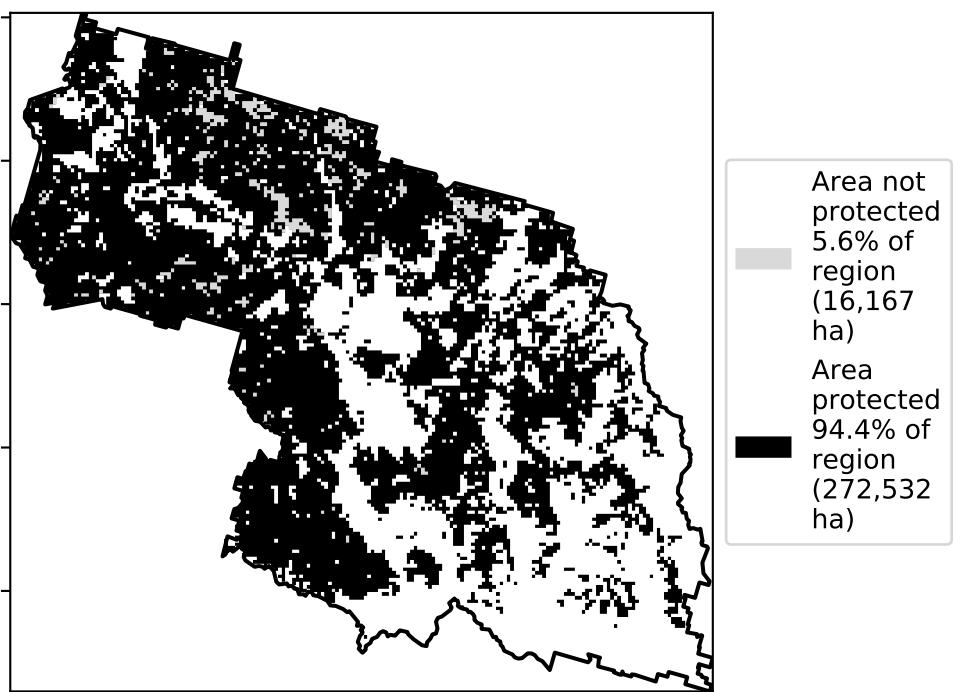 Area not
protected
5.6% of
region
(16,167
ha)
Area
protected
94.4% of
region
(272,532
ha)